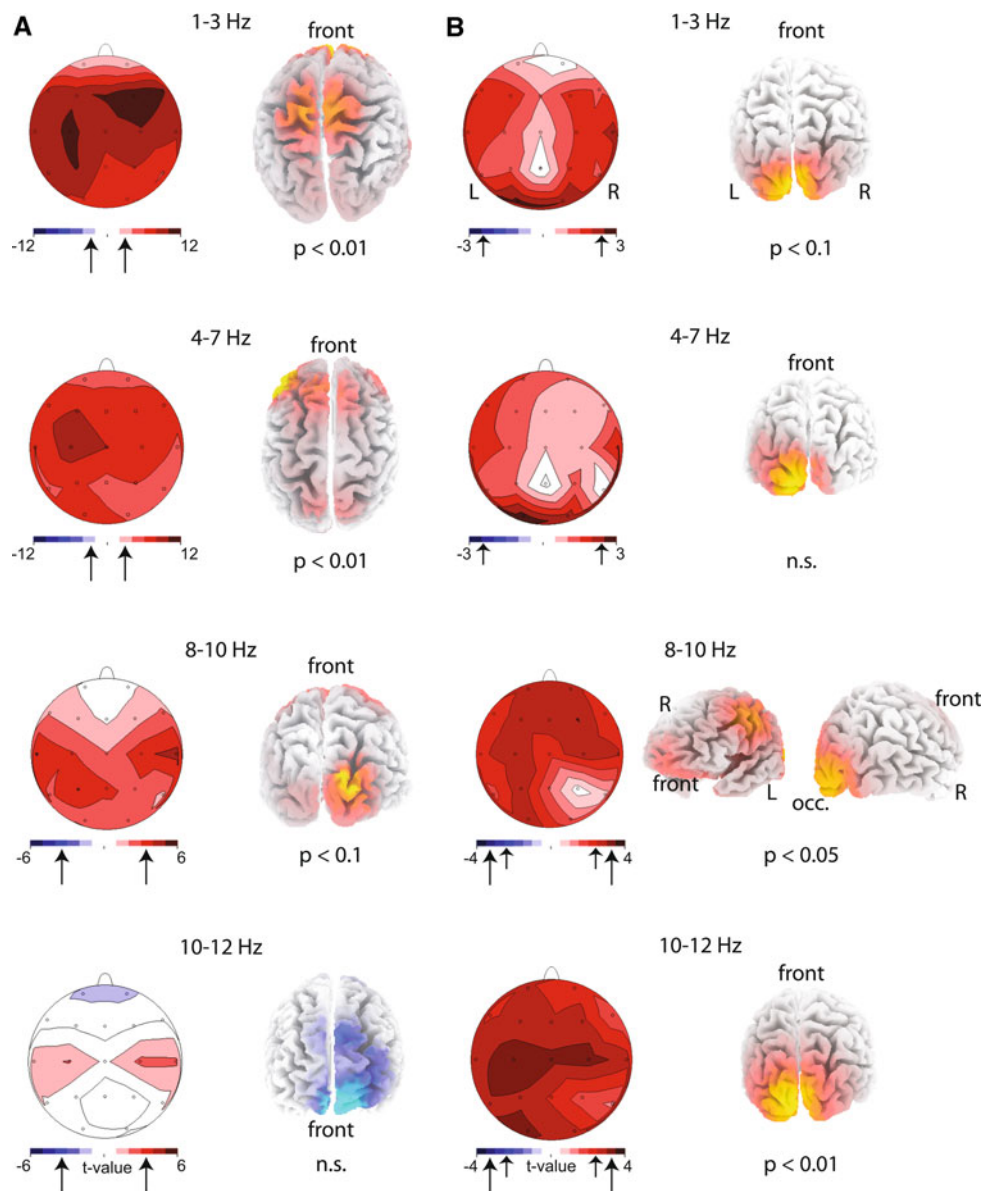 A
1-3 Hz
front
-12
12
p < 0.01
4-7 Hz
front
-12
12
p < 0.01
8-10 Hz
front
-6
6
p < 0.1
10-12 Hz
front
-6
t-value
6
n.s.
B
1-3 Hz
front
L
R
L
R
-3
3
p < 0.1
4-7 Hz
front
-3
3
n.s.
8-10 Hz
R
front
L
front
occ.
R
-4
4
p < 0.05
10-12 Hz
front
-4
t-value
4
p < 0.01